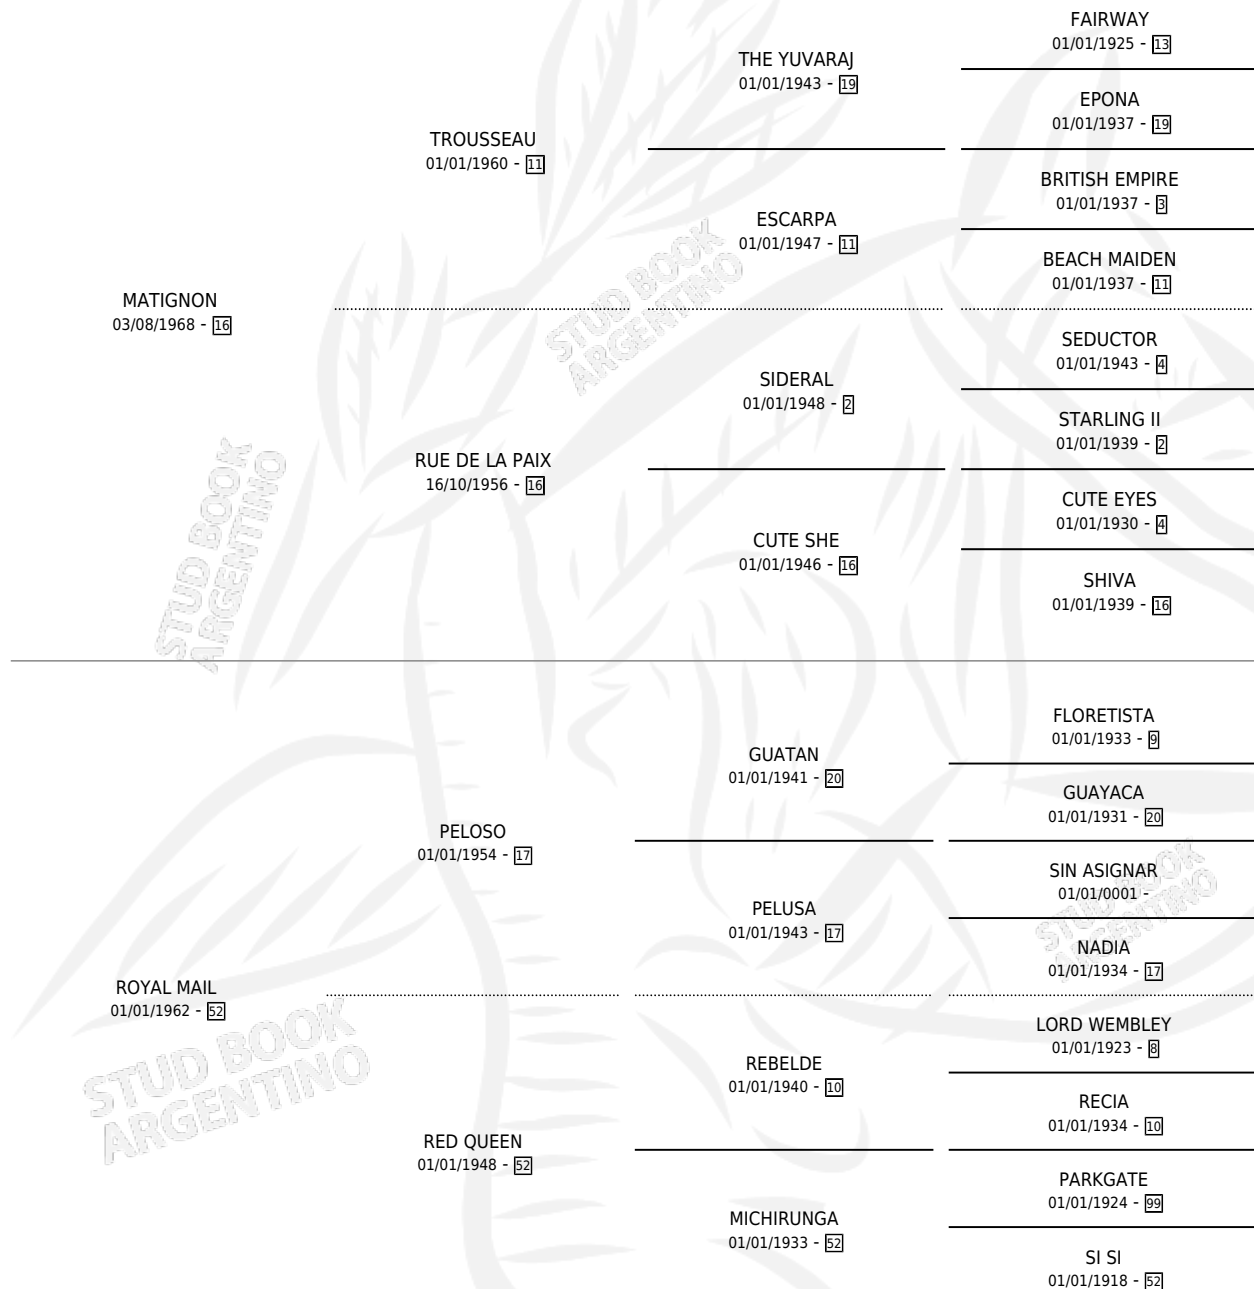 FAIRWAY
01/01/1925 - 13
THE YUVARAJ
01/01/1943 - 19
EPONA
01/01/1937 - 19
TROUSSEAU
01/01/1960 - 11
BRITISH EMPIRE
01/01/1937 - 3
ESCARPA
01/01/1947 - 11
BEACH MAIDEN
01/01/1937 - 11
MATIGNON
03/08/1968 - 16
STUD BOOK
ARGENTINO
SEDUCTOR
01/01/1943 - 4
SIDERAL
01/01/1948 - 2
STARLING II
01/01/1939 - 2
RUE DE LA PAIX
16/10/1956 - 16
CUTE EYES
01/01/1930 - 4
CUTE SHE
01/01/1946 - 16
SHIVA
01/01/1939 - 16
STUD BOOK
ARGENTINO
FLORETISTA
01/01/1933 - 9
GUATAN
01/01/1941 - 20
GUAYACA
01/01/1931 - 20
PELOSO
01/01/1954 - 17
SIN ASIGNAR
01/01/0001 -
PELUSA
01/01/1943 - 17
STUD BOOK
ARGENTINO
NADIA
01/01/1934 - 17
ROYAL MAIL
01/01/1962 - 52
LORD WEMBLEY
01/01/1923 - 8
STUD BOOK
ARGENTINO
REBELDE
01/01/1940 - 10
RECIA
01/01/1934 - 10
RED QUEEN
01/01/1948 - 52
PARKGATE
01/01/1924 - 99
MICHIRUNGA
01/01/1933 - 52
SI SI
01/01/1918 - 52